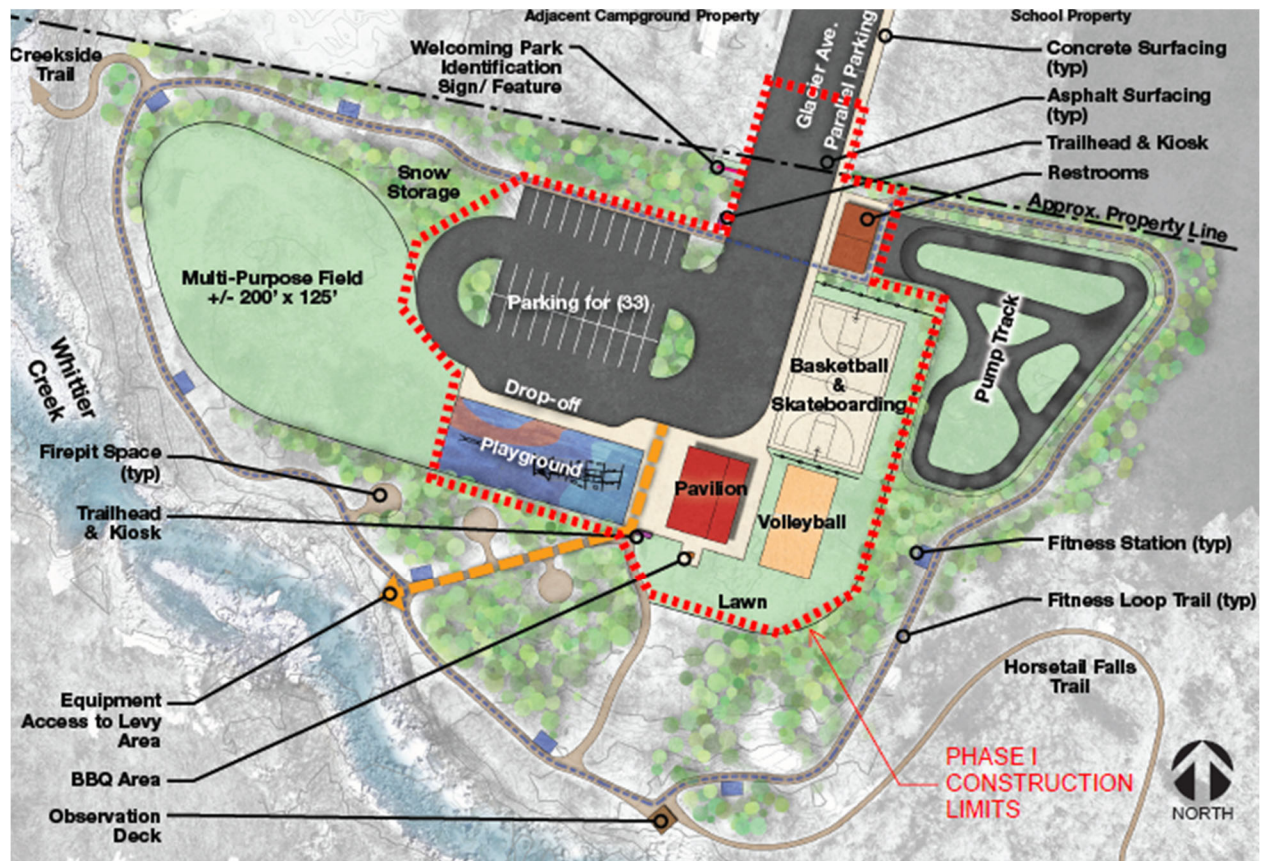 Adjacent Campground Property
School Property
Creekside
Trail
Welcoming Park
Identification
Sign/ Feature
Glacier Ave.
Parallel Parking
Concrete Surfacing
(typ)
Asphalt Surfacing
(typ)
Trailhead & Kiosk
Restrooms
Snow
Storage
Approx. Property Line
Multi-Purpose Field
+/- 200' x 125'
Parking for (33)
Pump Track
Whittier
Creek
Basketball
&
Skateboarding
Drop-off
Playground
Firepit Space
(typ)
Pavilion
Trailhead
& Kiosk
Volleyball
Fitness Station (typ)
Lawn
Fitness Loop Trail (typ)
Horsetail Falls
Trail
Equipment
Access to Levy
Area
BBQ Area
Observation
Deck
PHASE I
CONSTRUCTION
LIMITS
NORTH